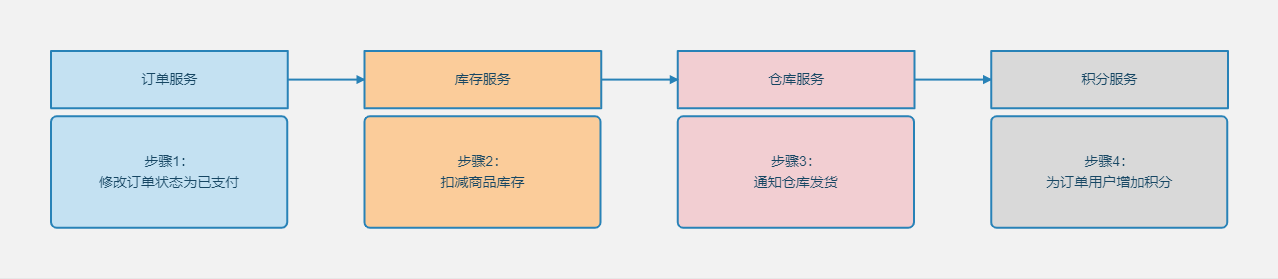 订单服务
库存服务
仓库服务
积分服务
步骤1：
修改订单状态为已支付
步骤2：
扣减商品库存
步骤3：
通知仓库发货
步骤4：
为订单用户增加积分